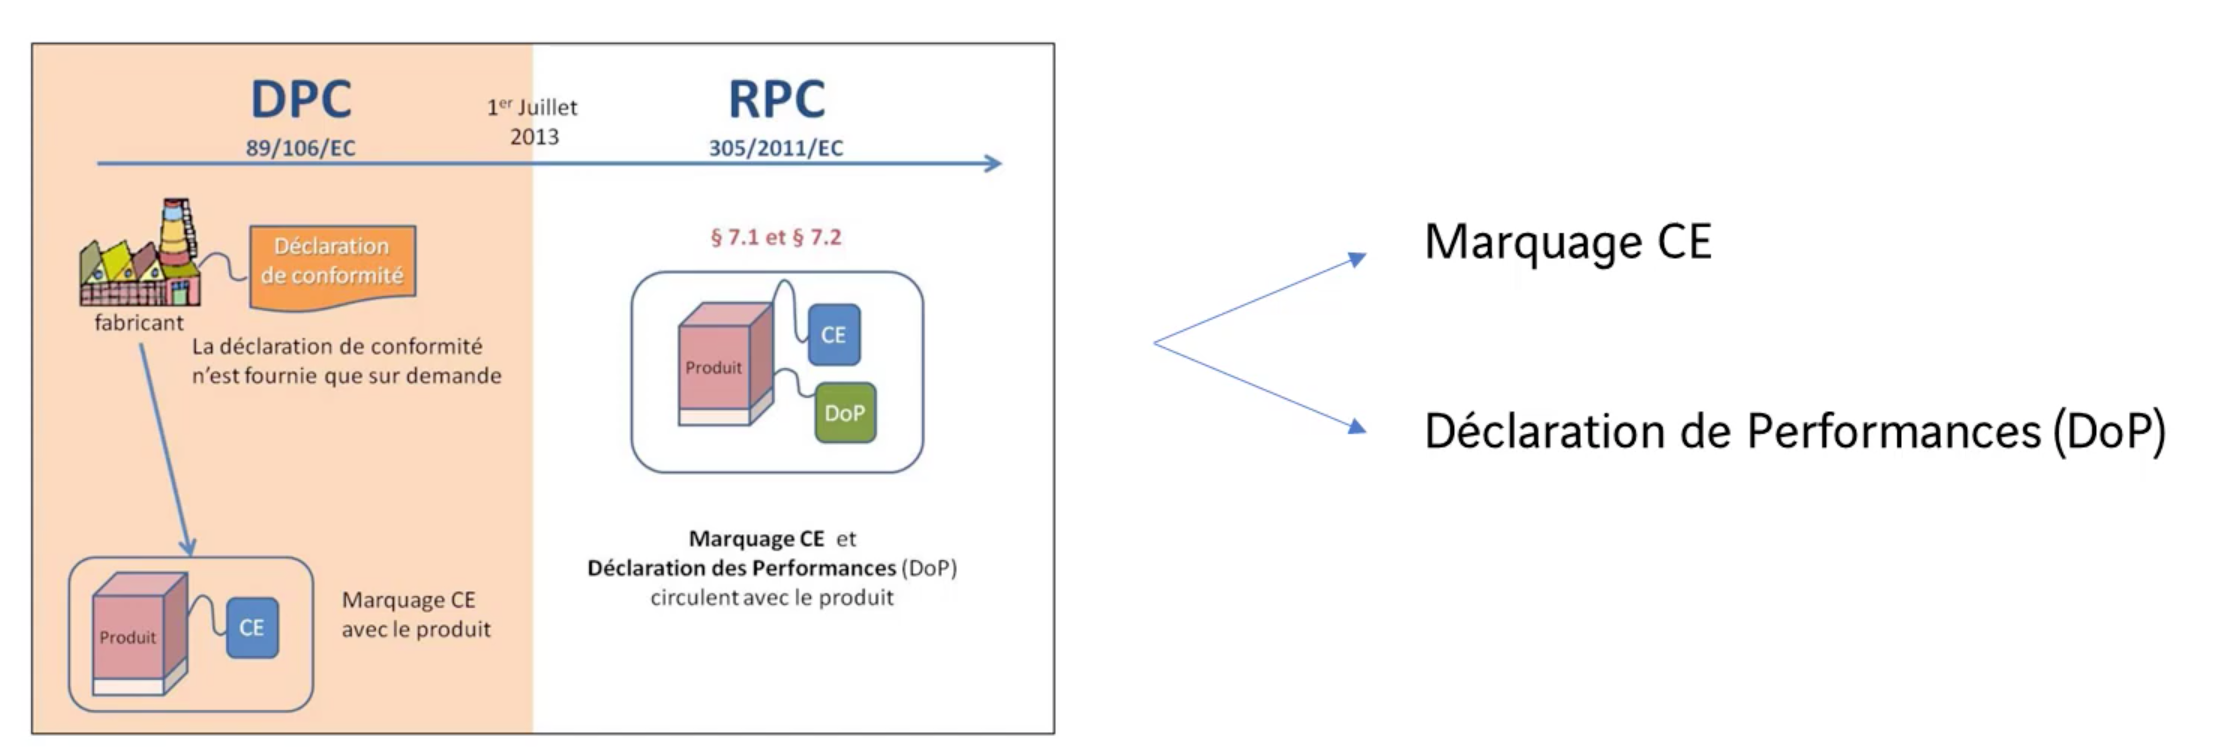 DPC
89/106/EC
1er Juillet
2013
RPC
305/2011/EC
Déclaration
de conformité
fabricant
La déclaration de conformité
n'est fournie que sur demande
Produit
CE
Marquage CE
avec le produit
§ 7.1 et § 7.2
Produit
CE
DoP
Marquage CE et
Déclaration des Performances (DoP)
circulent avec le produit
Marquage CE
Déclaration de Performances (DoP)